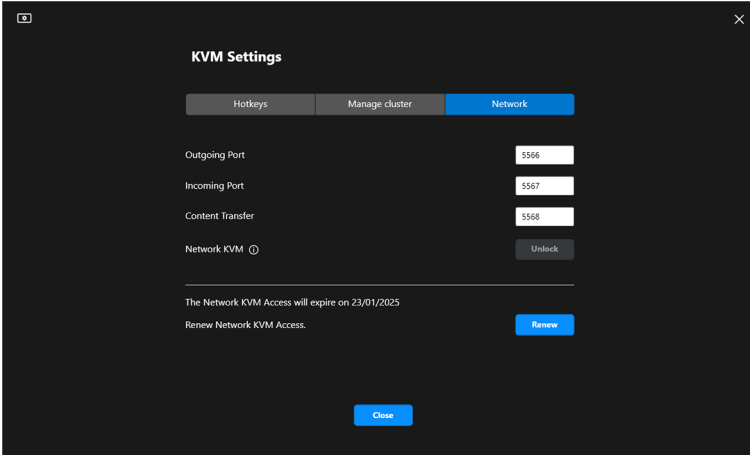 KVM Settings
Hotkeys Manage cluster Network
Outgoing Port 5566
Incoming Port 5567
Content Transfer 5568
Network KVM Unlock
The Network KVM Access will expire on 23/01/2025
Renew Network KVM Access. Renew
Close